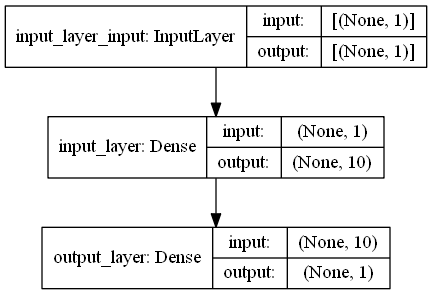 input_layer_input: InputLayer
input:
[(None, 1)]
output:
[(None, 1)]
input_layer: Dense
input:
(None, 1)
output:
(None, 10)
output_layer: Dense
input:
(None, 10)
output:
(None, 1)